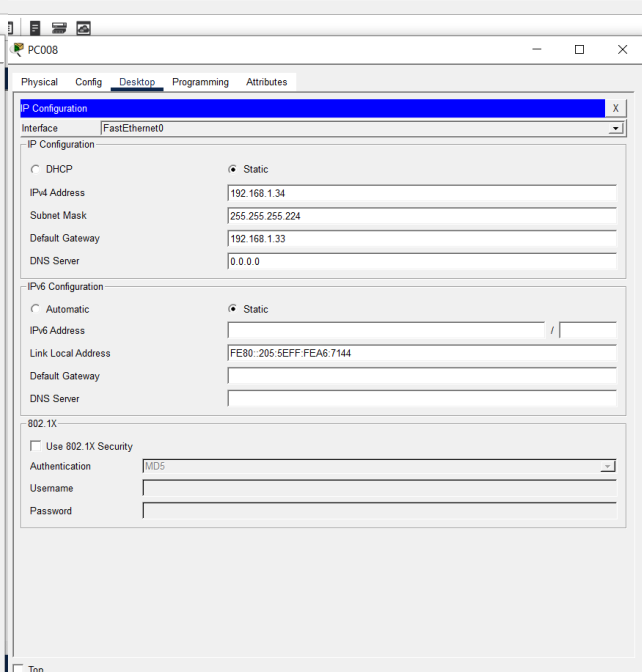 PC008
Physical Config Desktop Programming Attributes
IP Configuration X
Interface FastEthernet0
IP Configuration
DHCP Static
IPv4 Address 192.168.1.34
Subnet Mask 255.255.255.224
Default Gateway 192.168.1.33
DNS Server 0.0.0.0
IPv6 Configuration
Automatic Static
IPv6 Address /
Link Local Address FE80::205:5EFF:FEA6:7144
Default Gateway
DNS Server
802.1X
Use 802.1X Security
Authentication MD5
Username
Password
Top